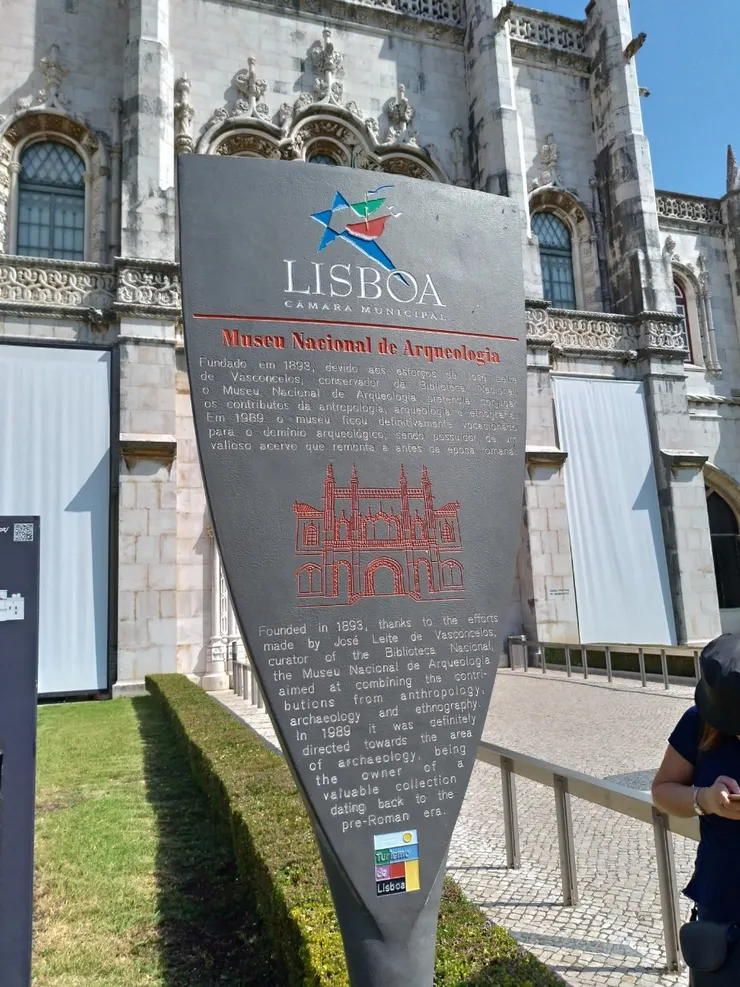 LISBOA
CÂMARA MUNICIPAL
Museu Nacional de Arqueologia
Fundado em 1893, devido aos esforços de José Leite
de Vasconcelos, conservador da Biblioteca Nacional,
o Museu Nacional de Arqueologia pretendia congregar
os contributos da antropologia, arqueologia e etnografia.
Em 1989 o museu ficou definitivamente vocacionado
para o domínio arqueológico, sendo possuidor de um
valioso acervo que remonta a antes da época romana.
Founded in 1893, thanks to the efforts
made by José Leite de Vasconcelos,
curator of the Biblioteca Nacional,
the Museu Nacional de Arqueologia
aimed at combining the contri-
butions from anthropology,
archaeology and ethnography.
In 1989 it was definitely
directed towards the area
of archaeology, being
the owner of a
valuable collection
dating back to the
pre-Roman era.
Turismo
de
Lisboa